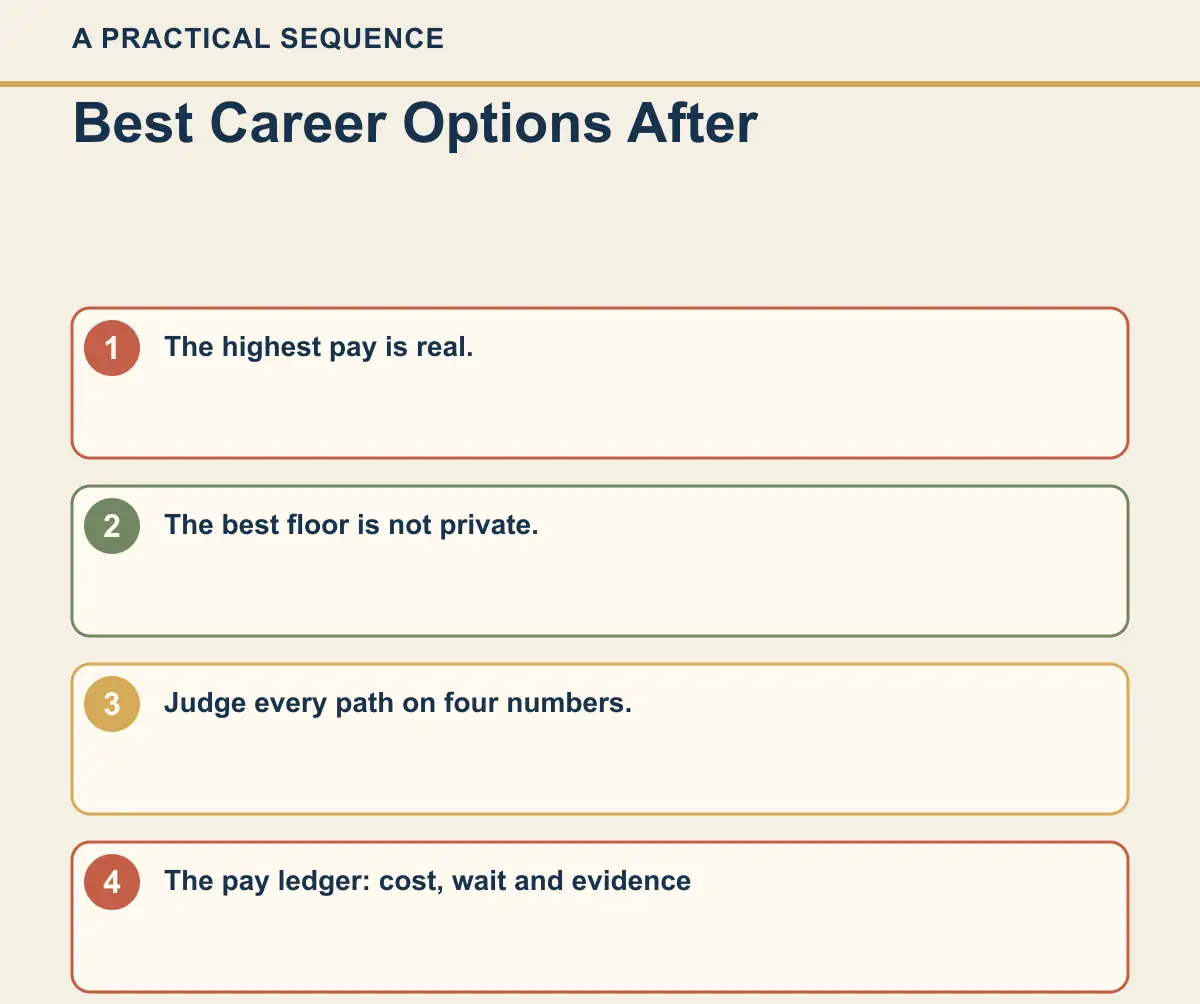 A PRACTICAL SEQUENCE
Best Career Options After
1
The highest pay is real.
2
The best floor is not private.
3
Judge every path on four numbers.
4
The pay ledger: cost, wait and evidence